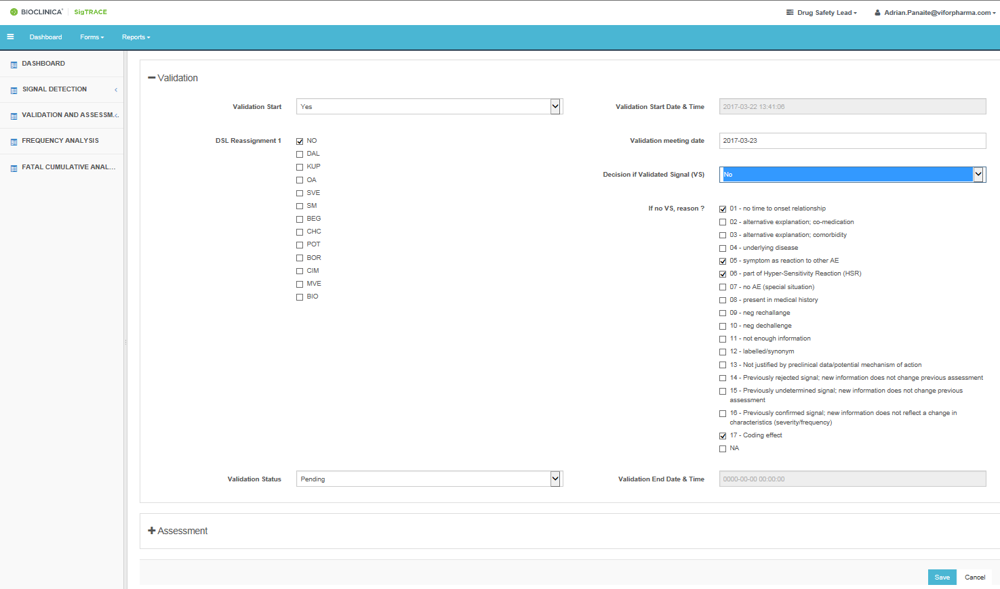 BIOCLINICA® SigTRACE
Drug Safety Lead
Adrian.Panaite@viforpharma.com
Dashboard Forms Reports
DASHBOARD
SIGNAL DETECTION
VALIDATION AND ASSESSM...
FREQUENCY ANALYSIS
FATAL CUMULATIVE ANAL...
Validation
Validation Start Yes
Validation Start Date & Time 2017-03-22 13:41:06
DSL Reassignment 1
NO
DAL
KUP
OA
SVE
SM
BEG
CHC
POT
BOR
CIM
MVE
BIO
Validation meeting date 2017-03-23
Decision if Validated Signal (VS) No
If no VS, reason ?
01 - no time to onset relationship
02 - alternative explanation; co-medication
03 - alternative explanation; comorbidity
04 - underlying disease
05 - symptom as reaction to other AE
06 - part of Hyper-Sensitivity Reaction (HSR)
07 - no AE (special situation)
08 - present in medical history
09 - neg rechallange
10 - neg dechallenge
11 - not enough information
12 - labelled/synonym
13 - Not justified by preclinical data/potential mechanism of action
14 - Previously rejected signal; new information does not change previous assessment
15 - Previously undetermined signal; new information does not change previous
assessment
16 - Previously confirmed signal; new information does not reflect a change in
characteristics (severity/frequency)
17 - Coding effect
NA
Validation Status Pending
Validation End Date & Time 0000-00-00 00:00:00
Assessment
Save Cancel